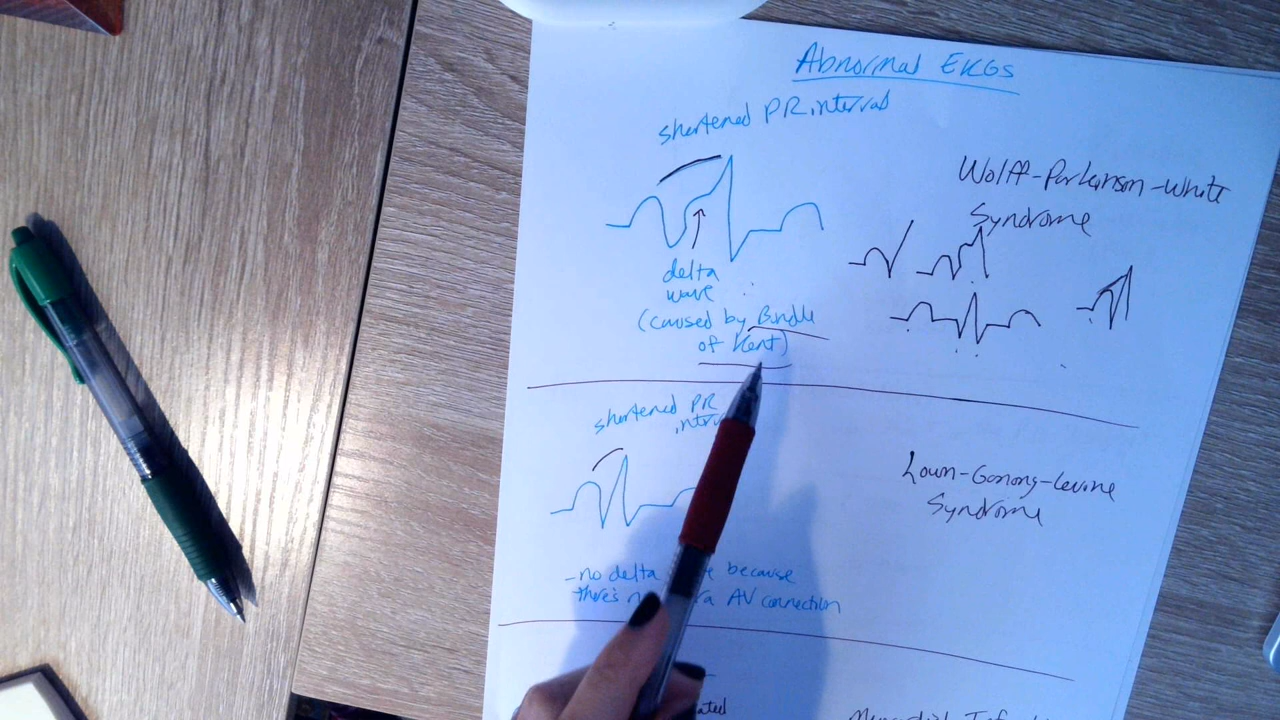 Abnormal EKGs
shortened PR interval
Wolff-Parkinson-White
Syndrome
delta
wave
(caused by Bundle
of Kent)
shortened PR
Lown-Ganong-Levine
Syndrome
-no delta because
there's AV connection